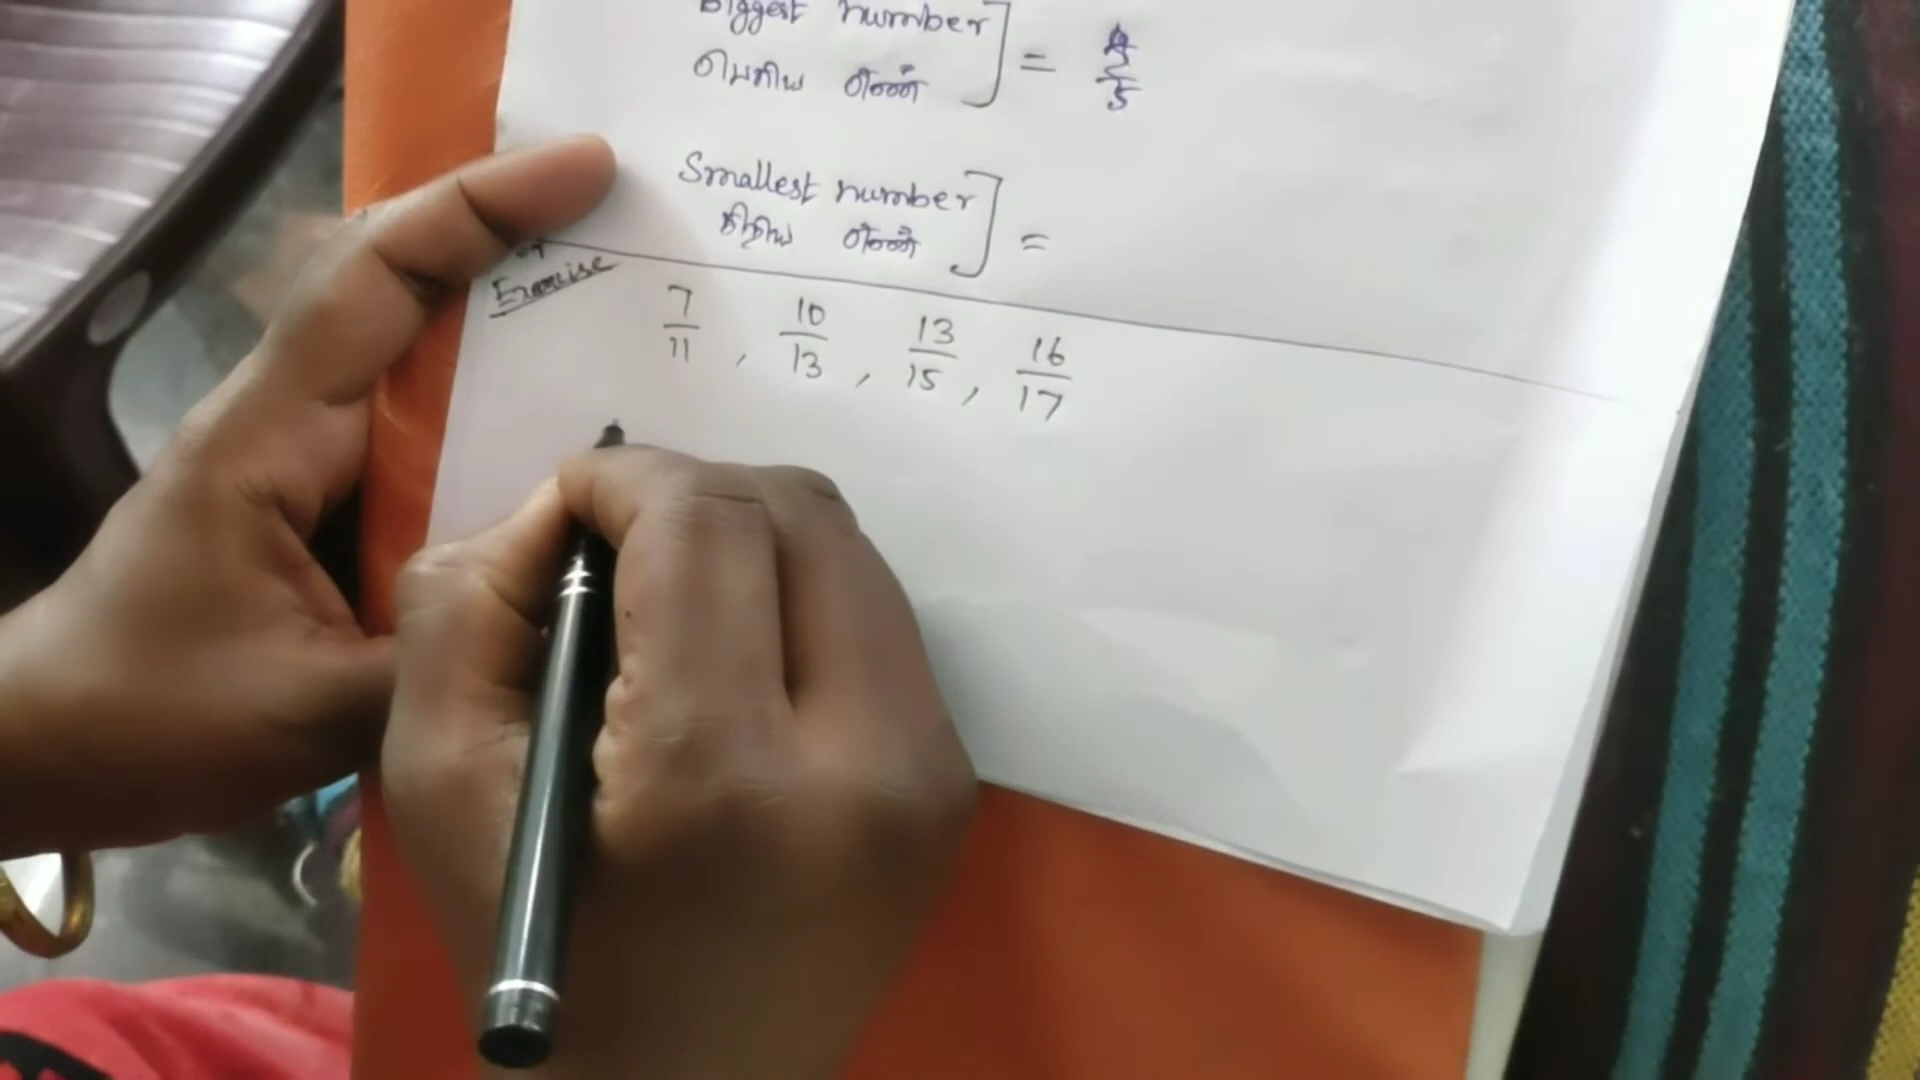 Biggest number ] = 4/5
பெரிய எண்
Smallest number ] =
சிறிய எண்
Exercise
7/11 , 10/13 , 13/15 , 16/17